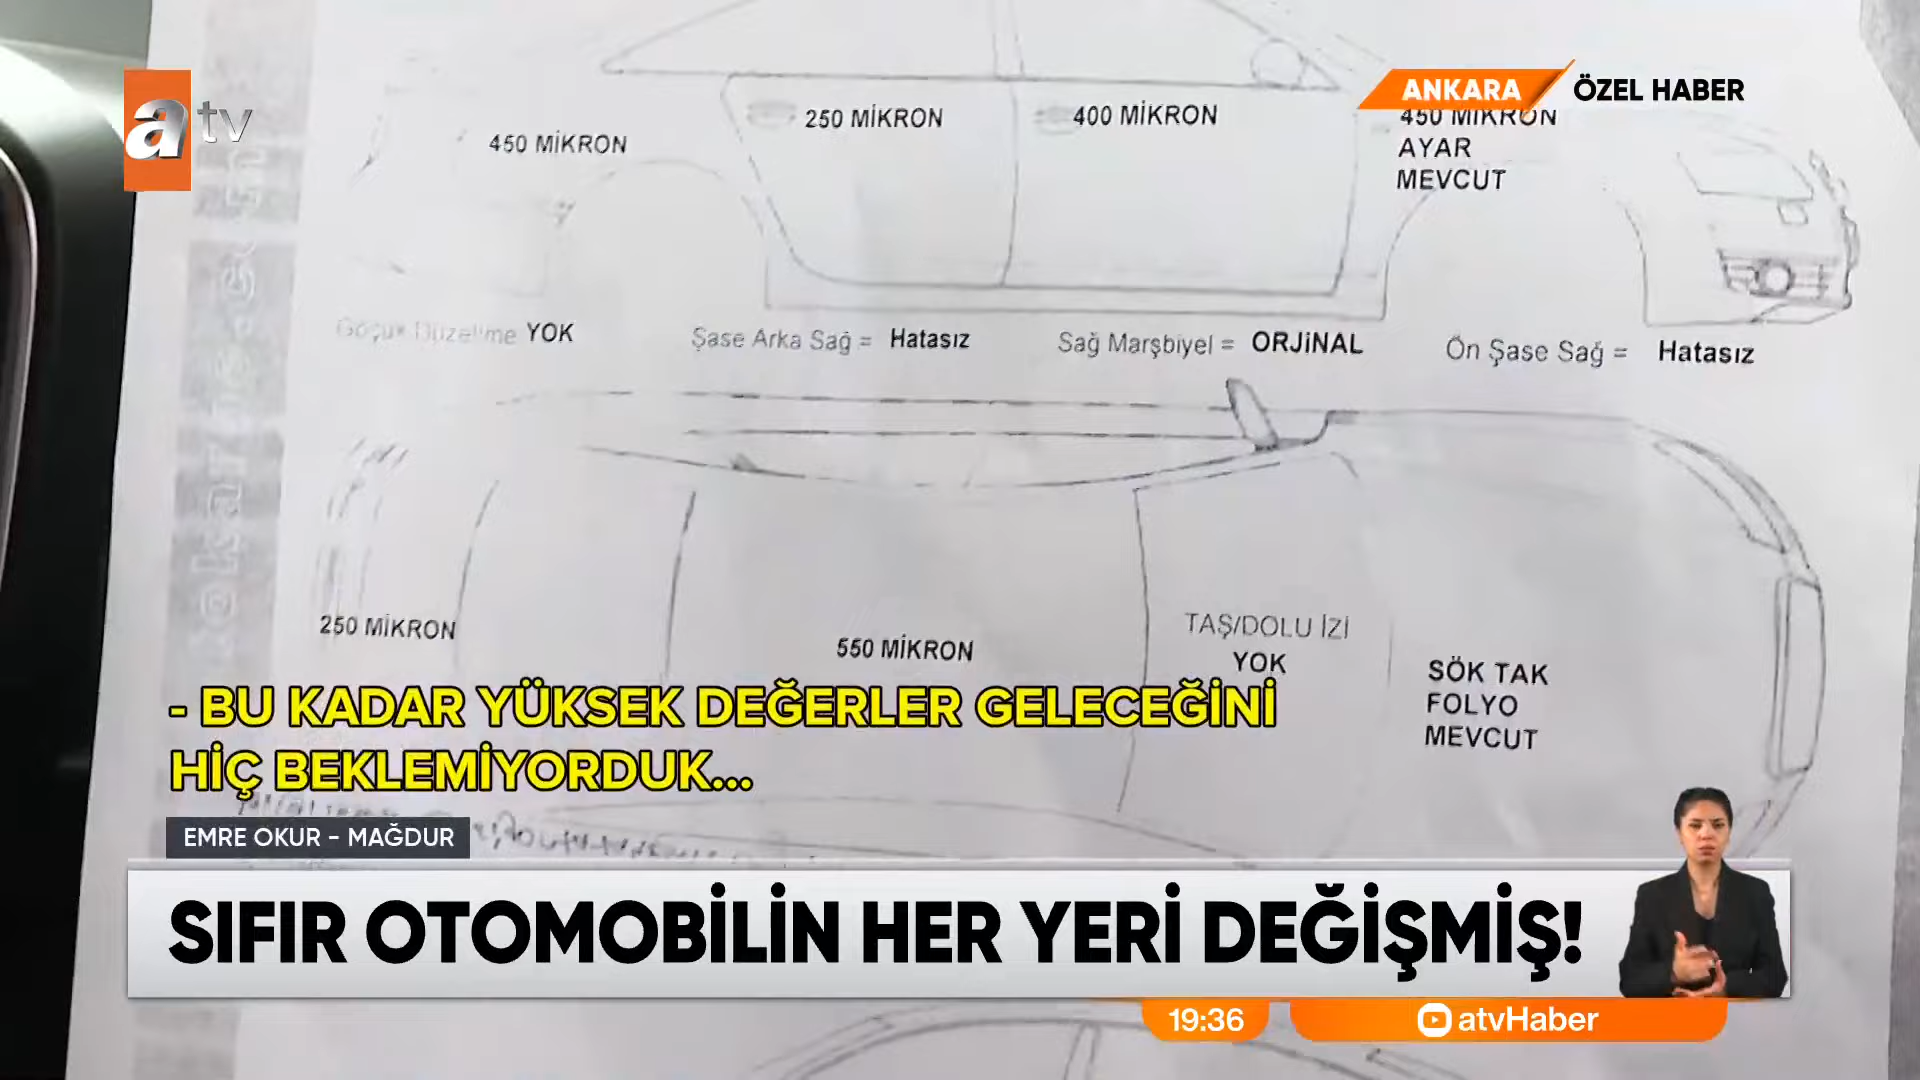 atv
ANKARA
ÖZEL HABER
450 MİKRON
250 MİKRON
400 MİKRON
450 MİKRON
AYAR
MEVCUT
Göçük Düzeltme YOK
Şase Arka Sağ = Hatasız
Sağ Marşbiyel = ORJİNAL
Ön Şase Sağ = Hatasız
250 MİKRON
550 MİKRON
TAŞ/DOLU İZİ
YOK
SÖK TAK
FOLYO
MEVCUT
- BU KADAR YÜKSEK DEĞERLER GELECEĞİNİ
HİÇ BEKLEMİYORDUK...
EMRE OKUR - MAĞDUR
SIFIR OTOMOBİLİN HER YERİ DEĞİŞMİŞ!
19:36
atvHaber